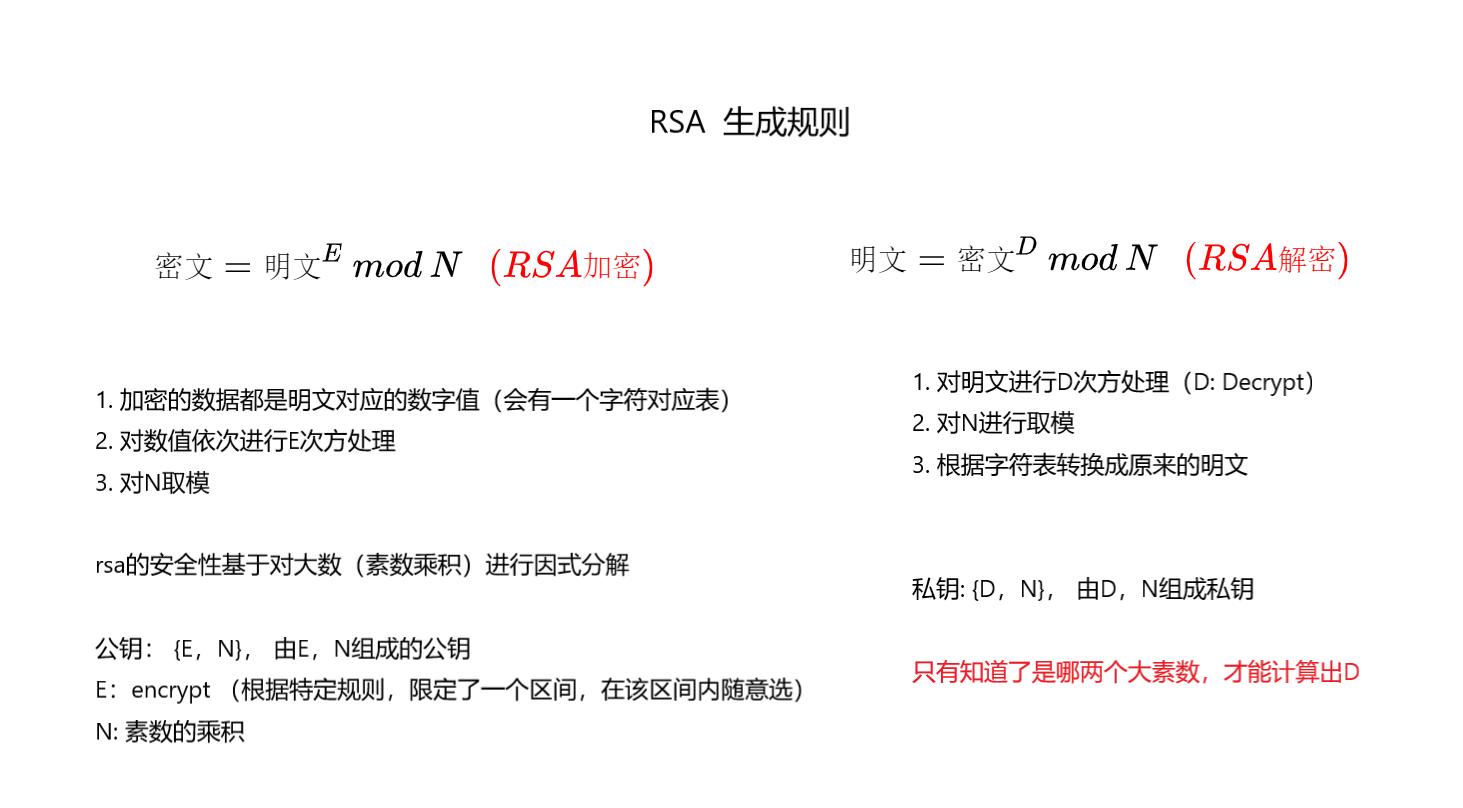 RSA 生成规则
密文 = 明文^E mod N (RSA加密)
1. 加密的数据都是明文对应的数字值（会有一个字符对应表）
2. 对数值依次进行E次方处理
3. 对N取模
rsa的安全性基于对大数（素数乘积）进行因式分解
公钥： {E，N}， 由E，N组成的公钥
E：encrypt （根据特定规则，限定了一个区间，在该区间内随意选）
N: 素数的乘积
明文 = 密文^D mod N (RSA解密)
1. 对明文进行D次方处理（D: Decrypt）
2. 对N进行取模
3. 根据字符表转换成原来的明文
私钥: {D，N}， 由D，N组成私钥
只有知道了是哪两个大素数，才能计算出D